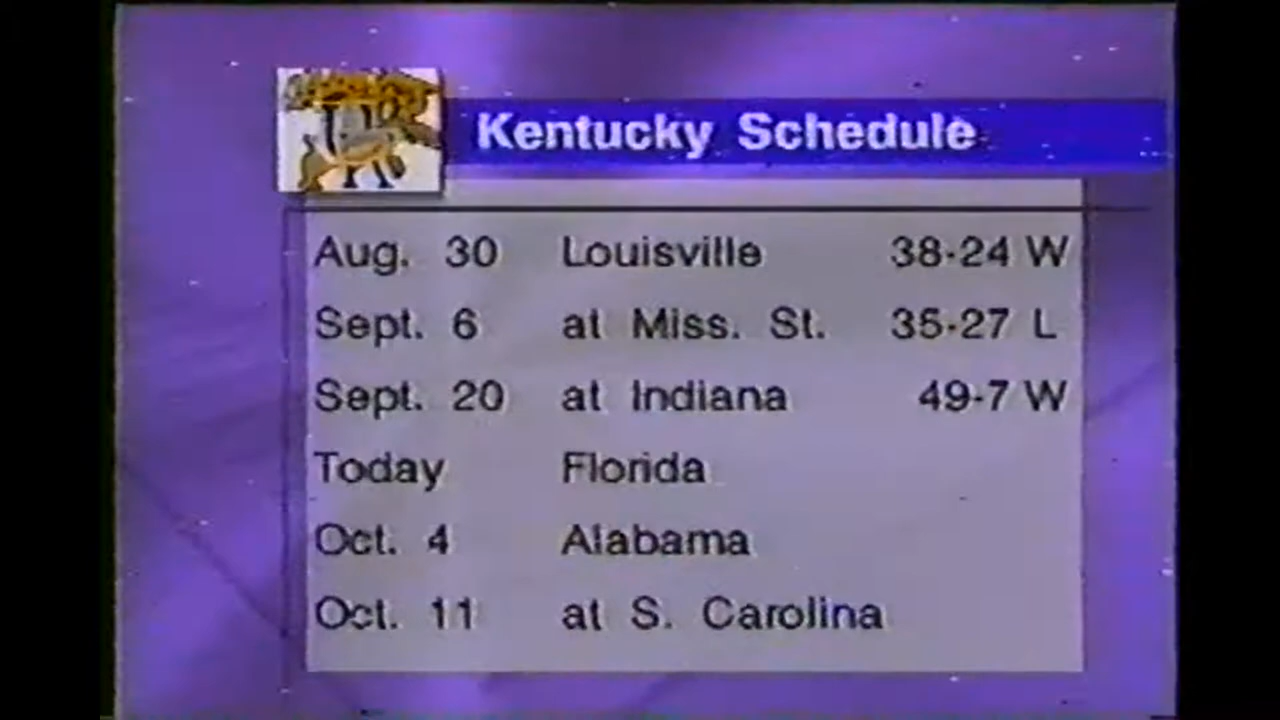 Kentucky Schedule
Aug. 30 Louisville 38-24 W
Sept. 6 at Miss. St. 35-27 L
Sept. 20 at Indiana 49-7 W
Today Florida
Oct. 4 Alabama
Oct. 11 at S. Carolina